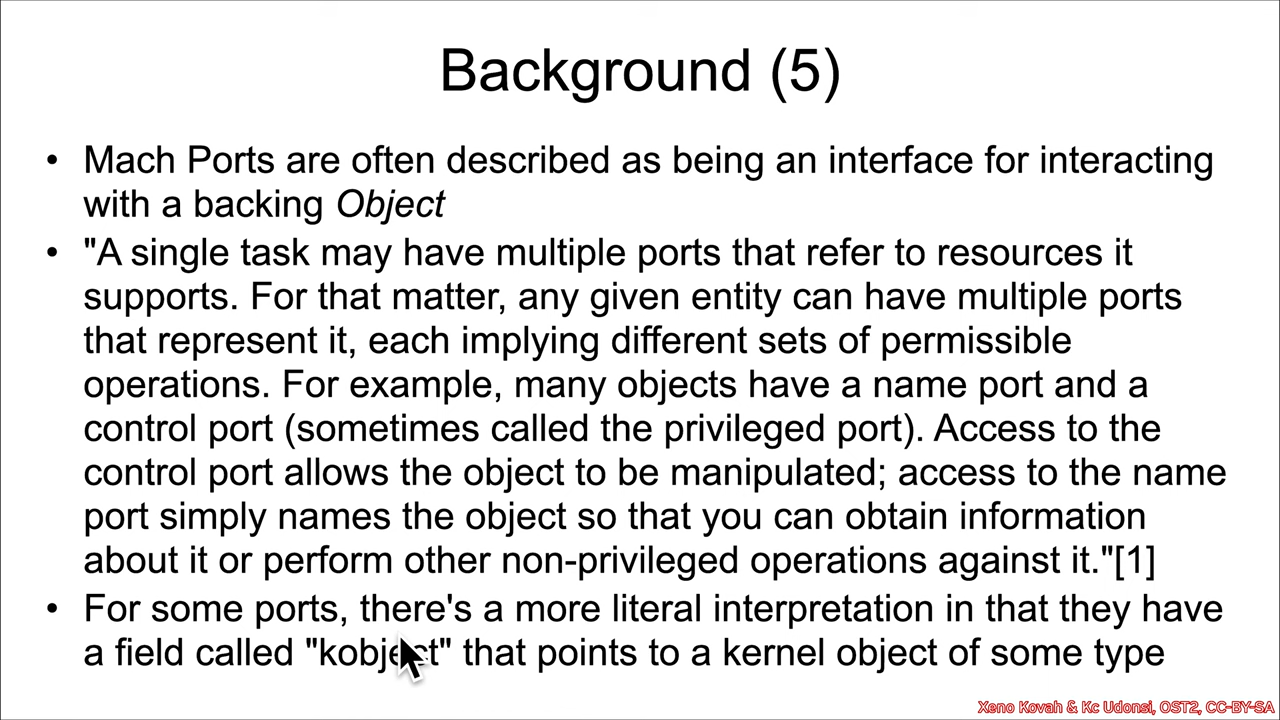 Background (5)
• Mach Ports are often described as being an interface for interacting
with a backing Object
• "A single task may have multiple ports that refer to resources it
supports. For that matter, any given entity can have multiple ports
that represent it, each implying different sets of permissible
operations. For example, many objects have a name port and a
control port (sometimes called the privileged port). Access to the
control port allows the object to be manipulated; access to the name
port simply names the object so that you can obtain information
about it or perform other non-privileged operations against it."[1]
• For some ports, there's a more literal interpretation in that they have
a field called "kobject" that points to a kernel object of some type
Xeno Kovah & Kc Udonsi, OST2, CC-BY-SA